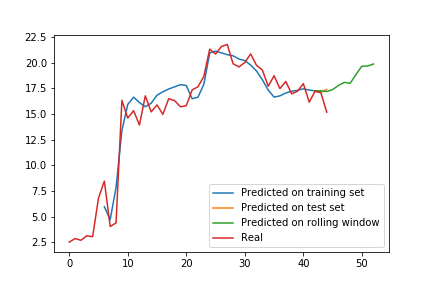 22.5
20.0
17.5
15.0
12.5
10.0
7.5
5.0
2.5
0 10 20 30 40 50
Predicted on training set
Predicted on test set
Predicted on rolling window
Real